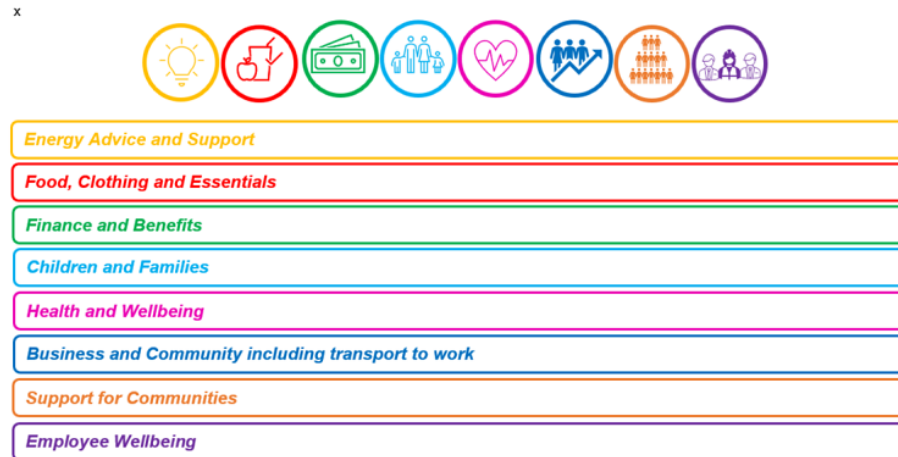 x
Energy Advice and Support
Food, Clothing and Essentials
Finance and Benefits
Children and Families
Health and Wellbeing
Business and Community including transport to work
Support for Communities
Employee Wellbeing